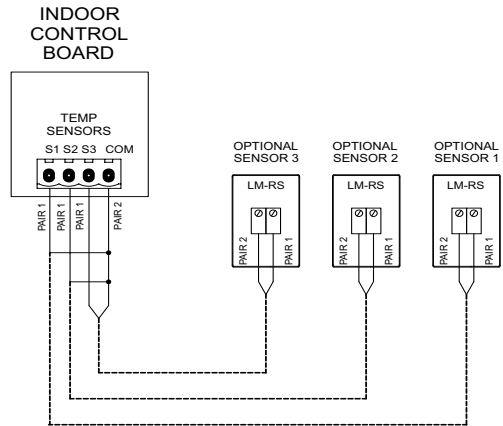 INDOOR
CONTROL
BOARD
TEMP
SENSORS
S1 S2 S3 COM
PAIR 1
PAIR 1
PAIR 1
PAIR 2
OPTIONAL
SENSOR 3
LM-RS
PAIR 2
PAIR 1
OPTIONAL
SENSOR 2
LM-RS
PAIR 2
PAIR 1
OPTIONAL
SENSOR 1
LM-RS
PAIR 2
PAIR 1